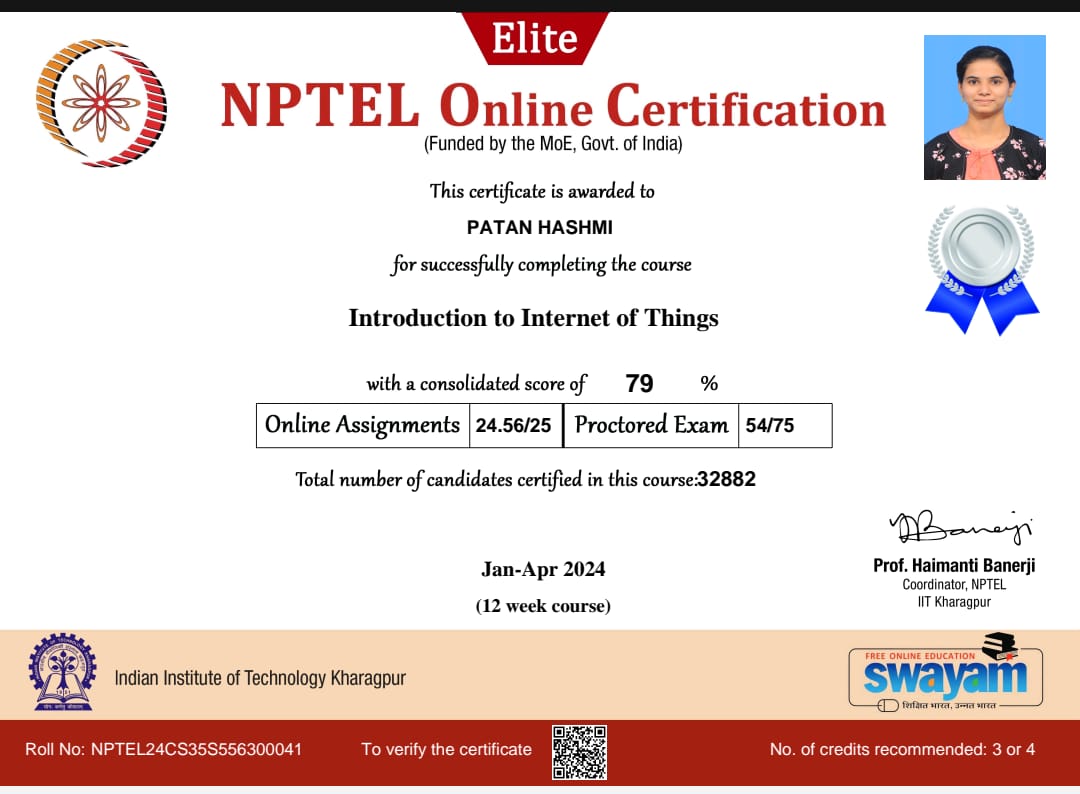 Elite
NPTEL Online Certification
(Funded by the MoE, Govt. of India)
This certificate is awarded to
PATAN HASHMI
for successfully completing the course
Introduction to Internet of Things
with a consolidated score of 79 %
Online Assignments 24.56/25 Proctored Exam 54/75
Total number of candidates certified in this course:32882
Banerji
Prof. Haimanti Banerji
Coordinator, NPTEL
IIT Kharagpur
Jan-Apr 2024
(12 week course)
Indian Institute of Technology Kharagpur
FREE ONLINE EDUCATION
swayam
शिक्षित भारत, उन्नत भारत
Roll No: NPTEL24CS35S556300041 To verify the certificate No. of credits recommended: 3 or 4